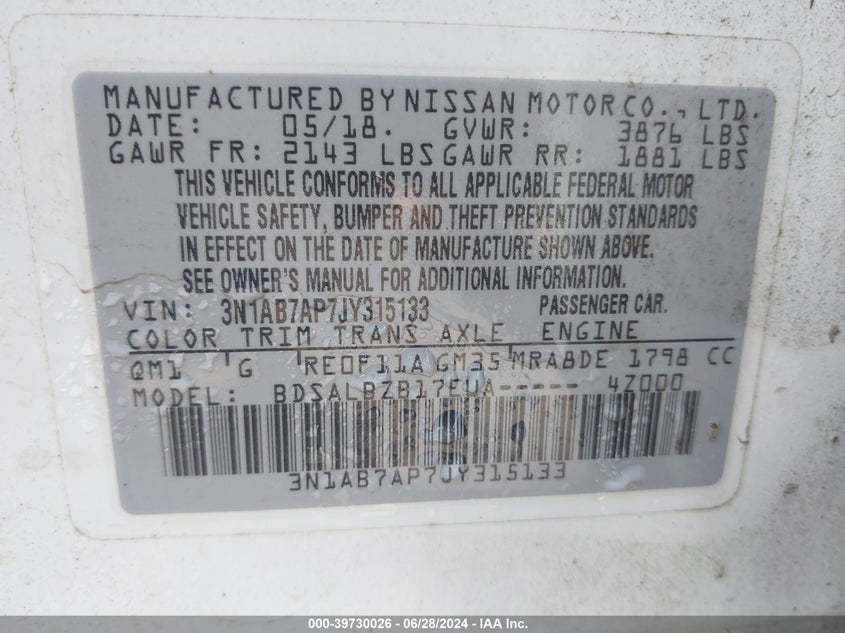 MANUFACTURED BY NISSAN MOTOR CO., LTD.
DATE: 05/18. GVWR: 3876 LBS
GAWR FR: 2143 LBS GAWR RR: 1881 LBS
THIS VEHICLE CONFORMS TO ALL APPLICABLE FEDERAL MOTOR
VEHICLE SAFETY, BUMPER AND THEFT PREVENTION STANDARDS
IN EFFECT ON THE DATE OF MANUFACTURE SHOWN ABOVE.
SEE OWNER'S MANUAL FOR ADDITIONAL INFORMATION.
VIN: 3N1AB7AP7JY315133 PASSENGER CAR.
COLOR TRIM TRANS AXLE ENGINE
QM1 G RE0F11A GM35 MRA8DE 1798 CC
MODEL: BDSALBZB17EUA----- 4Z000
3N1AB7AP7JY315133
000-39730026 - 06/28/2024 - IAA Inc.